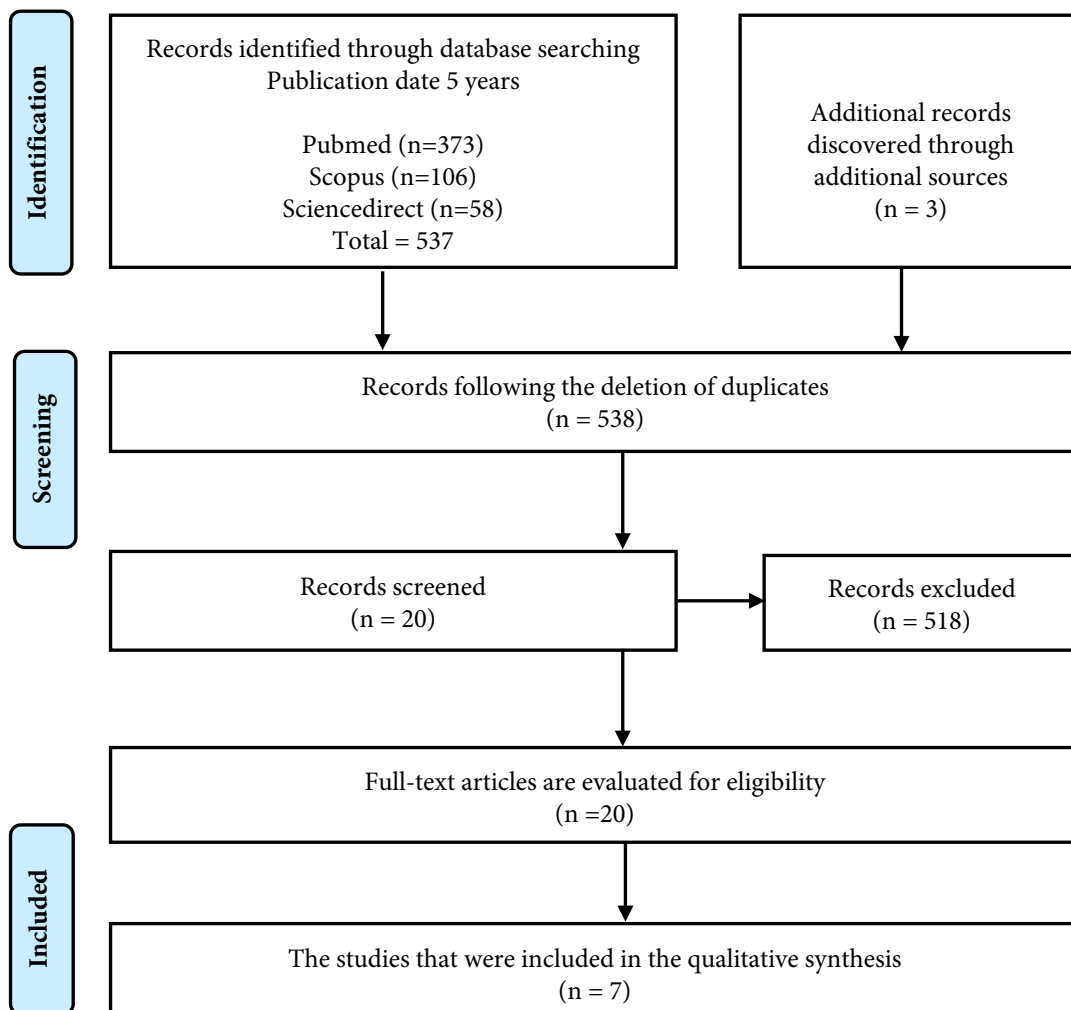 Identification
Records identified through database searching
Publication date 5 years
Pubmed (n=373)
Scopus (n=106)
Sciencedirect (n=58)
Total = 537
Additional records
discovered through
additional sources
(n = 3)
Screening
Records following the deletion of duplicates
(n = 538)
Records screened
(n = 20)
Records excluded
(n = 518)
Full-text articles are evaluated for eligibility
(n =20)
Included
The studies that were included in the qualitative synthesis
(n = 7)